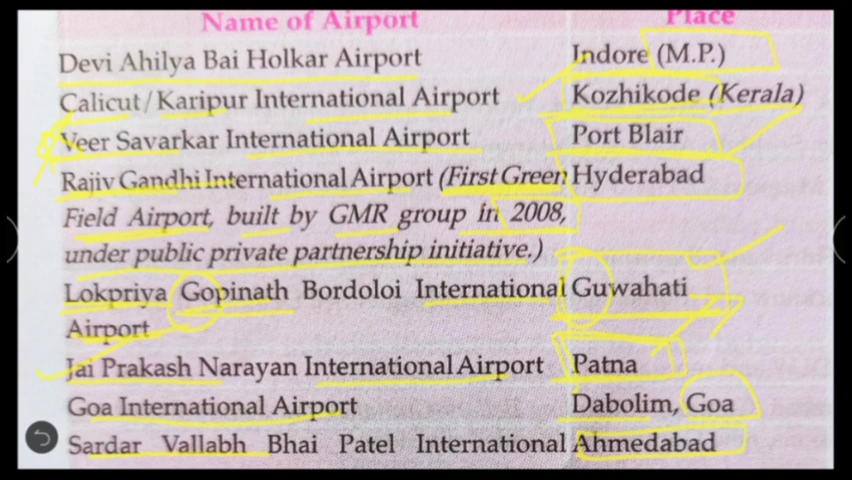 Name of Airport Place
Devi Ahilya Bai Holkar Airport Indore (M.P.)
Calicut/Karipur International Airport Kozhikode (Kerala)
Veer Savarkar International Airport Port Blair
Rajiv Gandhi International Airport (First Green Hyderabad
Field Airport, built by GMR group in 2008,
under public private partnership initiative.)
Lokpriya Gopinath Bordoloi International Guwahati
Airport
Jai Prakash Narayan International Airport Patna
Goa International Airport Dabolim, Goa
Sardar Vallabh Bhai Patel International Ahmedabad